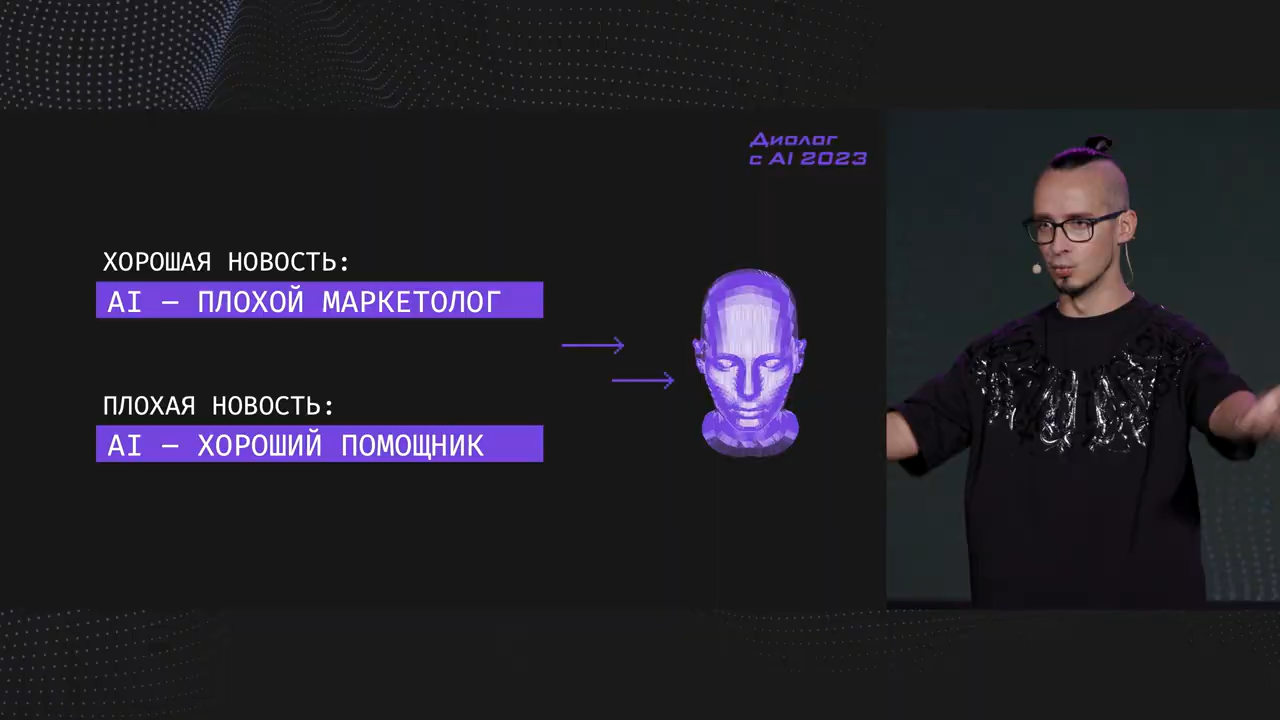 Диалог
с AI 2023
ХОРОШАЯ НОВОСТЬ:
AI – ПЛОХОЙ МАРКЕТОЛОГ
ПЛОХАЯ НОВОСТЬ:
AI – ХОРОШИЙ ПОМОЩНИК